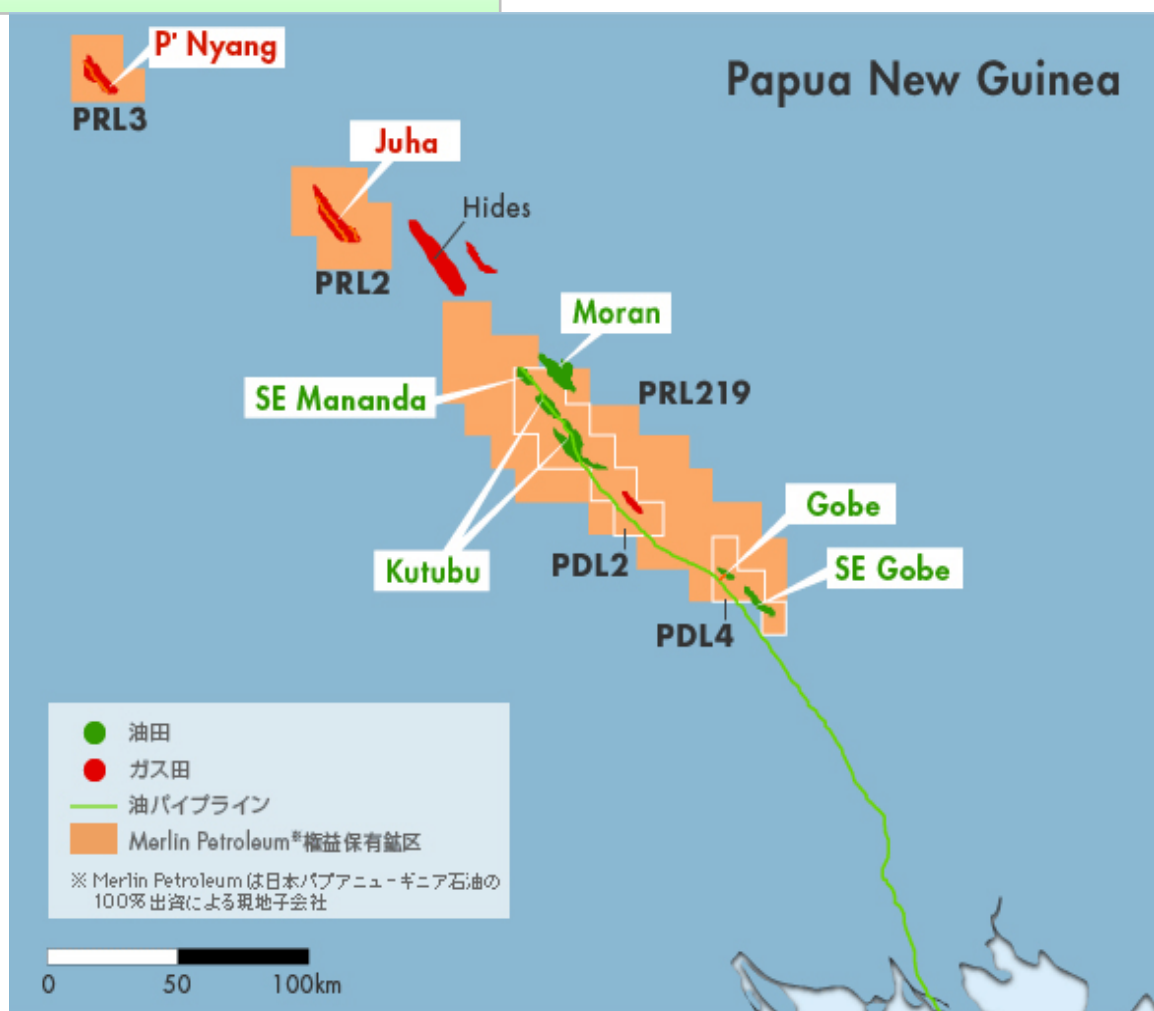 P' Nyang
Papua New Guinea
PRL3
Juha
Hides
PRL2
Moran
SE Mananda
PRL219
Gobe
Kutubu
PDL2
SE Gobe
PDL4
油田
ガス田
油パイプライン
Merlin Petroleum※権益保有鉱区
※ Merlin Petroleumは日本パプアニューギニア石油の
100%出資による現地子会社
0 50 100km